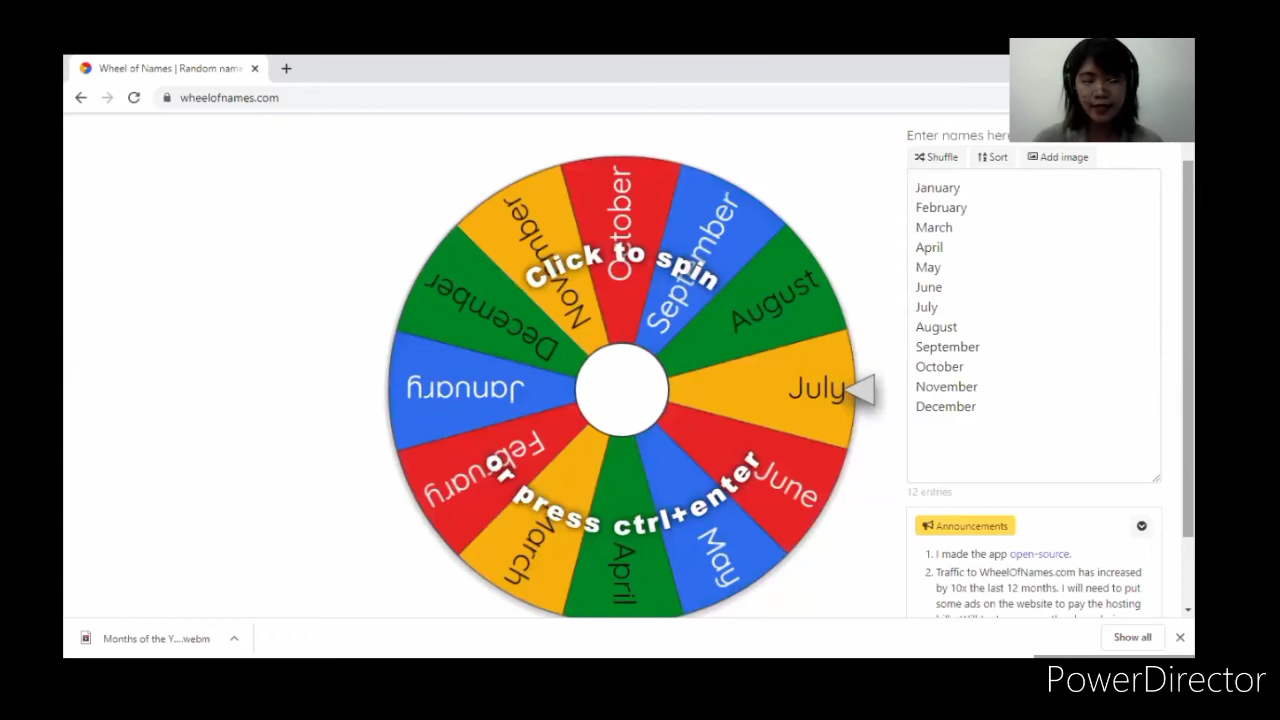 Wheel of Names | Random name
wheelofnames.com
Enter names here
Shuffle
Sort
Add image
January
February
March
April
May
June
July
August
September
October
November
December
12 entries
Announcements
1. I made the app open-source.
2. Traffic to WheelOfNames.com has increased
by 10x the last 12 months. I will need to put
some ads on the website to pay the hosting
October
September
August
July
June
May
April
March
February
January
December
November
Click to spin
or press ctrl+enter
Months of the Y....webm
Show all
PowerDirector